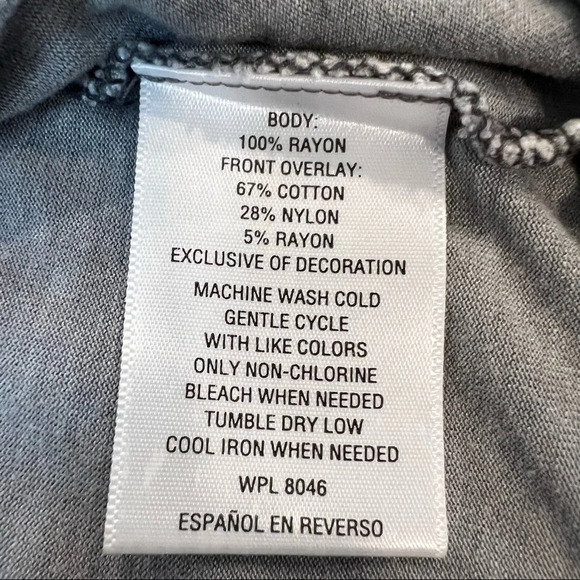 BODY:
100% RAYON
FRONT OVERLAY:
67% COTTON
28% NYLON
5% RAYON
EXCLUSIVE OF DECORATION
MACHINE WASH COLD
GENTLE CYCLE
WITH LIKE COLORS
ONLY NON-CHLORINE
BLEACH WHEN NEEDED
TUMBLE DRY LOW
COOL IRON WHEN NEEDED
WPL 8046
ESPAÑOL EN REVERSO